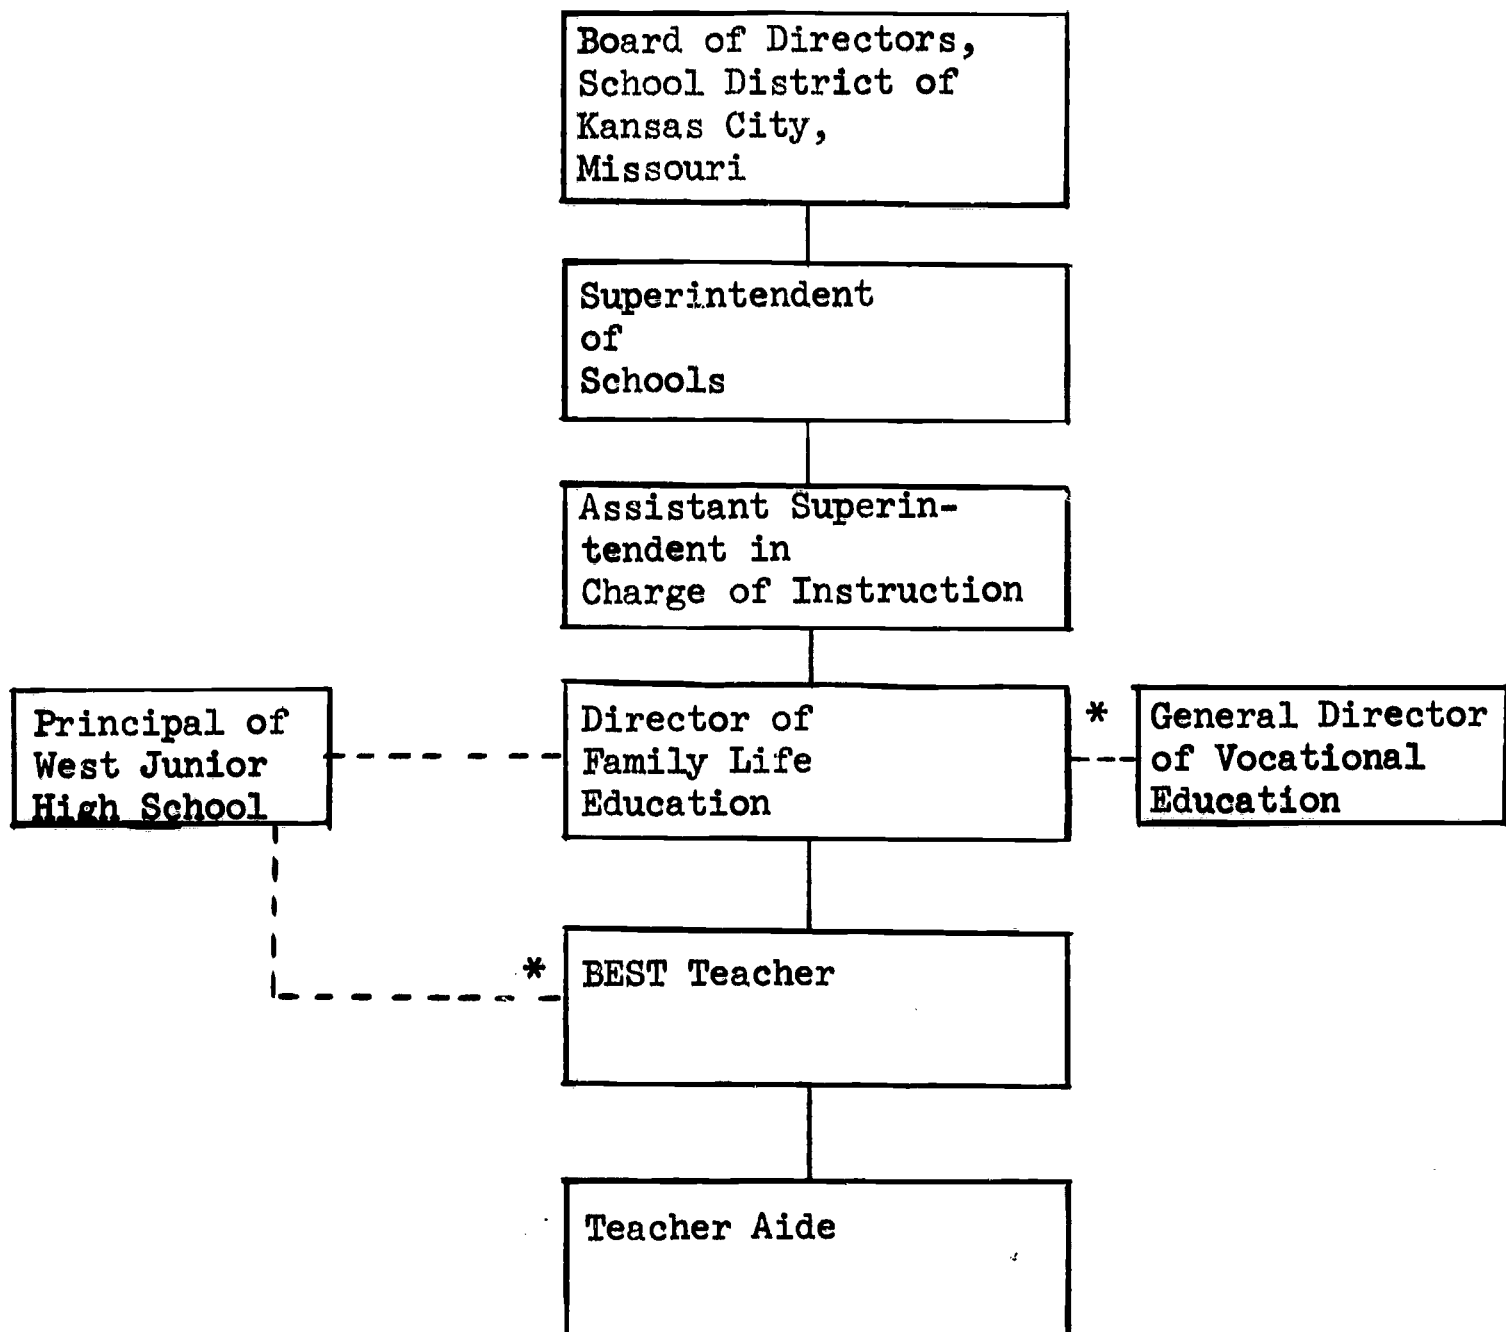 Board of Directors,
School District of
Kansas City,
Missouri
Superintendent
of
Schools
Assistant Superin-
tendent in
Charge of Instruction
Principal of
West Junior
High School
Director of
Family Life
Education
*
General Director
of Vocational
Education
*
BEST Teacher
Teacher Aide